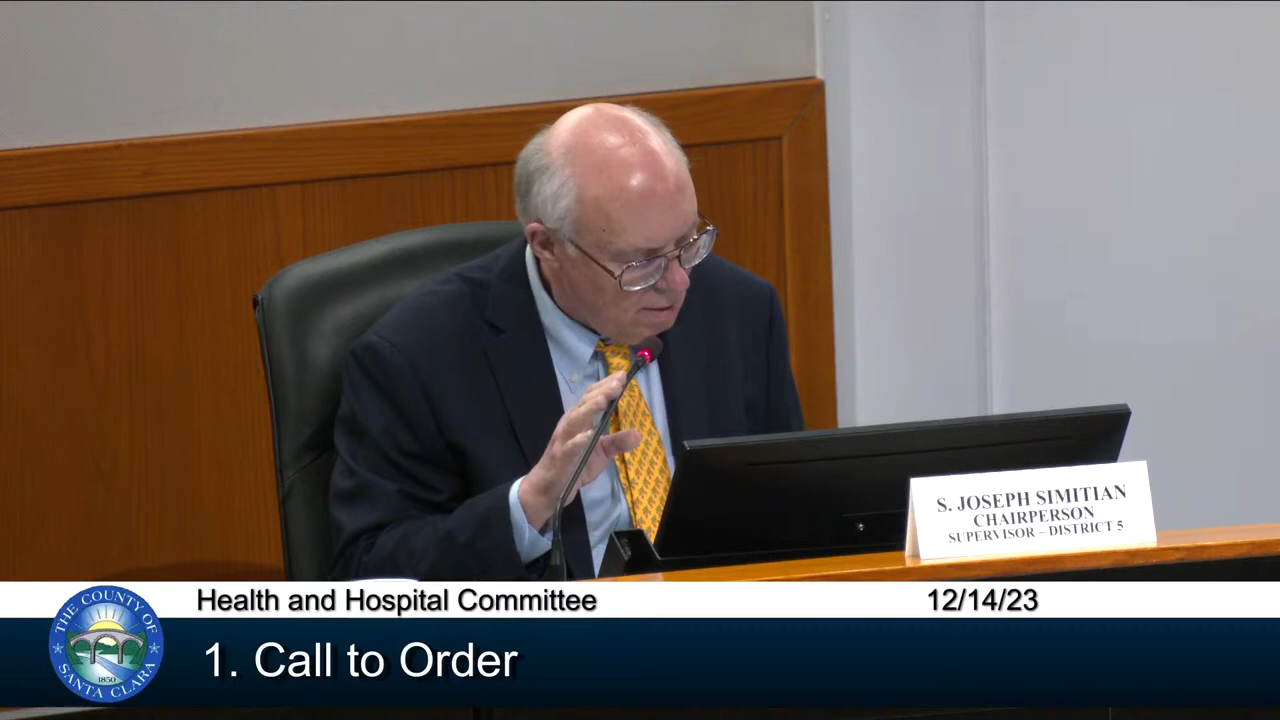 S. JOSEPH SIMITIAN
CHAIRPERSON
SUPERVISOR – DISTRICT 5
Health and Hospital Committee
12/14/23
THE COUNTY OF
SANTA CLARA
1850
1. Call to Order